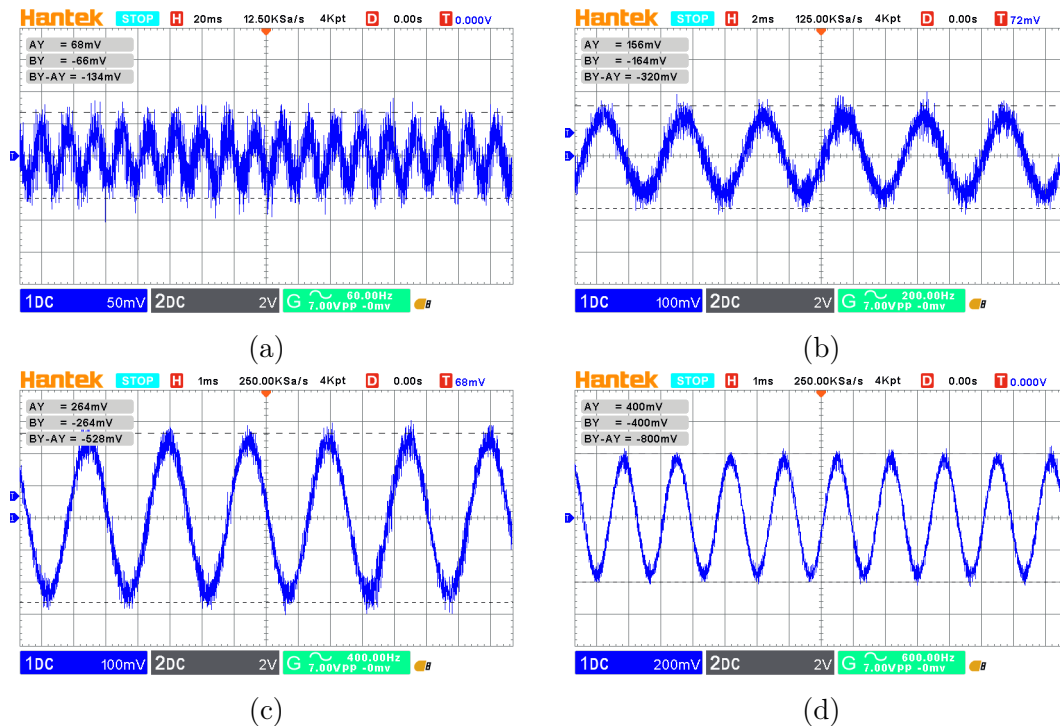 Hantek STOP H 20ms 12.50KSa/s 4Kpt D 0.00s T 0.000V
AY = 68mV
BY = -66mV
BY-AY = -134mV
1
1DC 50mV 2DC 2V G 60.00Hz 7.00VPP -0mv
(a)
Hantek STOP H 2ms 125.00KSa/s 4Kpt D 0.00s T 72mV
AY = 156mV
BY = -164mV
BY-AY = -320mV
1
1DC 100mV 2DC 2V G 200.00Hz 7.00VPP -0mv
(b)
Hantek STOP H 1ms 250.00KSa/s 4Kpt D 0.00s T 68mV
AY = 264mV
BY = -264mV
BY-AY = -528mV
1
1DC 100mV 2DC 2V G 400.00Hz 7.00VPP -0mv
(c)
Hantek STOP H 1ms 250.00KSa/s 4Kpt D 0.00s T 0.000V
AY = 400mV
BY = -400mV
BY-AY = -800mV
1DC 200mV 2DC 2V G 600.00Hz 7.00VPP -0mv
(d)